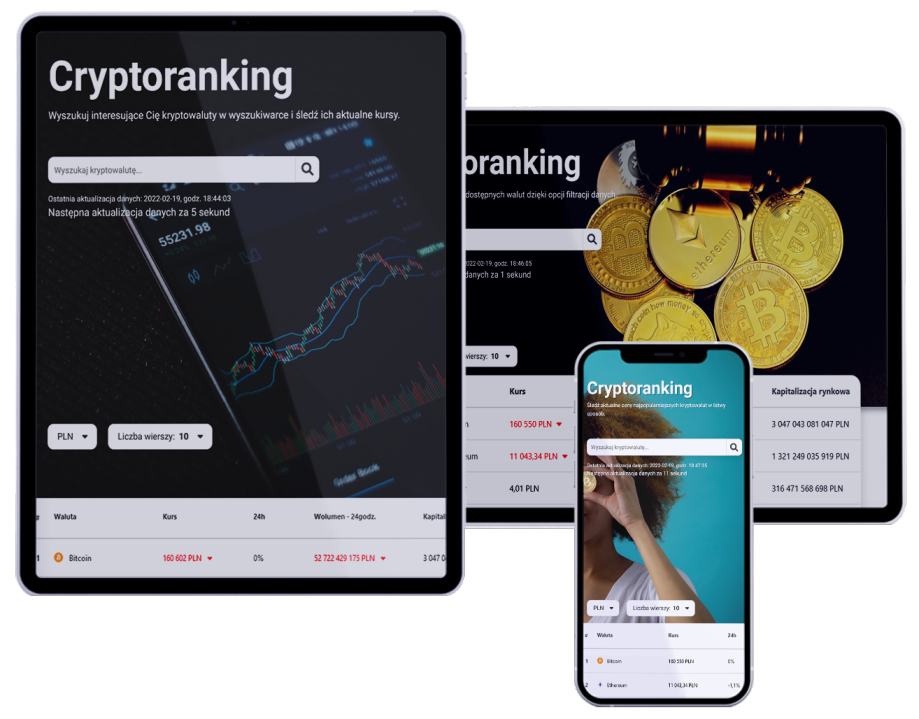 Cryptoranking
Wyszukuj interesujące Cię kryptowaluty w wyszukiwarce i śledź ich aktualne kursy.
Wyszukaj kryptowalutę...
Ostatnia aktualizacja danych: 2022-02-19, godz. 18:44:03
Następna aktualizacja danych za 5 sekund
55231.98
PLN
Liczba wierszy: 10
Order Book
Waluta Kurs 24h Wolumen - 24godz. Kapital
1 Bitcoin 160 602 PLN 0% 52 722 429 175 PLN 3 047 0
oranking
dostępnych walut dzięki opcji filtracji danych.
2022-02-19, godz. 18:46:05
danych za 1 sekund
wierszy: 10
ethereum
Kurs Kapitalizacja rynkowa
160 550 PLN 3 047 043 081 047 PLN
um 11 043,34 PLN 1 321 249 035 919 PLN
4,01 PLN 316 471 568 698 PLN
Cryptoranking
Śledź aktualne ceny najpopularniejszych kryptowalut w łatwy
sposób.
Wyszukaj kryptowalutę...
Ostatnia aktualizacja danych: 2022-02-19, godz. 18:47:35
Następna aktualizacja danych za 11 sekund
PLN
Liczba wierszy: 10
# Waluta Kurs 24h
1 Bitcoin 160 550 PLN 0%
2 Ethereum 11 043,34 PLN -1,1%